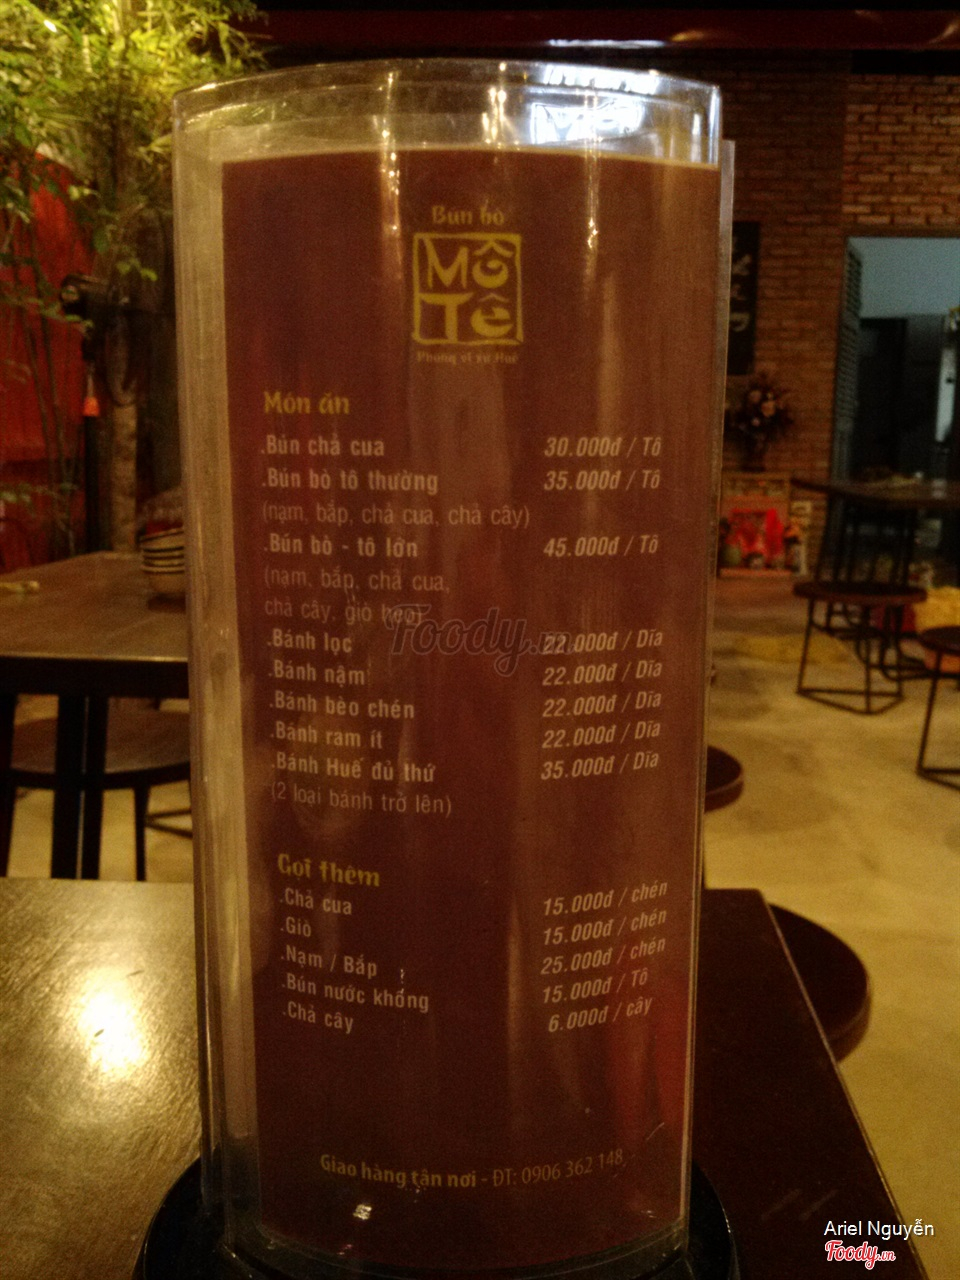 Bún bò
Mô
Tê
Phong vị xứ Huế
Món ăn
.Bún chả cua 30.000đ / Tô
.Bún bò tô thường 35.000đ / Tô
(nạm, bắp, chả cua, chả cây)
.Bún bò - tô lớn 45.000đ / Tô
(nạm, bắp, chả cua,
chả cây, giò heo)
.Bánh lọc 22.000đ / Dĩa
.Bánh nậm 22.000đ / Dĩa
.Bánh bèo chén 22.000đ / Dĩa
.Bánh ram ít 22.000đ / Dĩa
.Bánh Huế đủ thứ 35.000đ / Dĩa
(2 loại bánh trở lên)
Gọi thêm
.Chả cua 15.000đ / chén
.Giò 15.000đ / chén
.Nạm / Bắp 25.000đ / chén
.Bún nước không 15.000đ / Tô
.Chả cây 6.000đ / cây
Giao hàng tận nơi - ĐT: 0906 362 148
Foody.vn
Ariel Nguyễn
Foody.vn